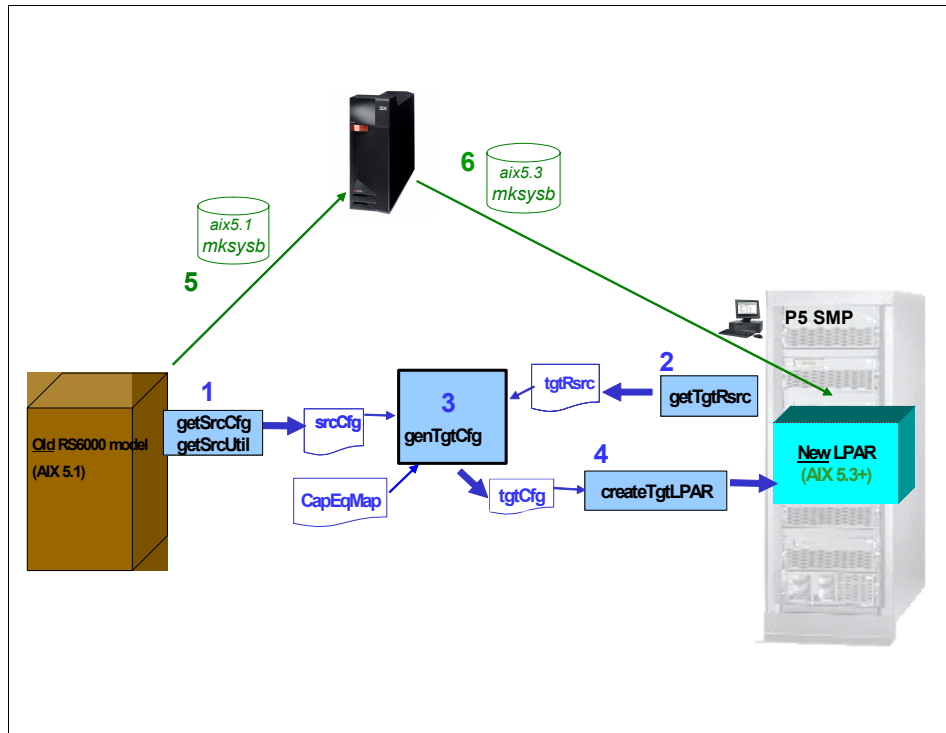 6
aix5.3
mksysb
aix5.1
mksysb
5
P5 SMP
1
2
tgtRsrc
getTgtRsrc
3
genTgtCfg
getSrcCfg
getSrcUtil
srcCfg
Old RS6000 model
(AIX 5.1)
New LPAR
(AIX 5.3+)
4
CapEqMap
tgtCfg
createTgtLPAR